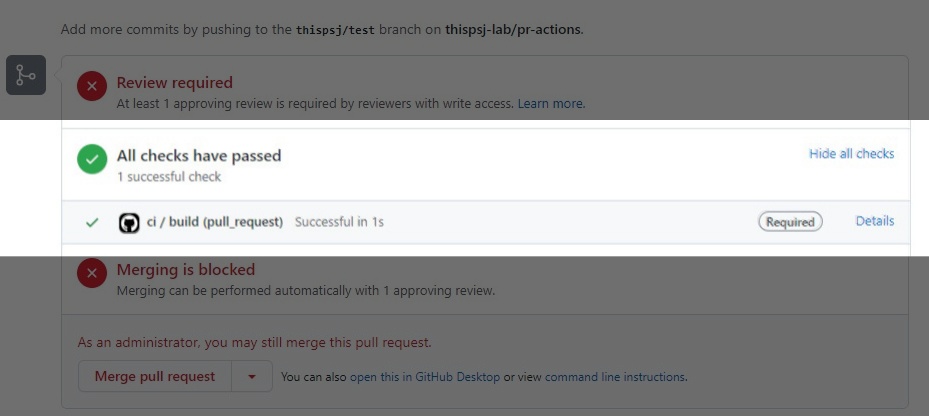 Add more commits by pushing to the thispsj/test branch on thispsj-lab/pr-actions.
Review required
At least 1 approving review is required by reviewers with write access. Learn more.
All checks have passed
Hide all checks
1 successful check
ci / build (pull_request) Successful in 1s Required Details
Merging is blocked
Merging can be performed automatically with 1 approving review.
As an administrator, you may still merge this pull request.
Merge pull request You can also open this in GitHub Desktop or view command line instructions.